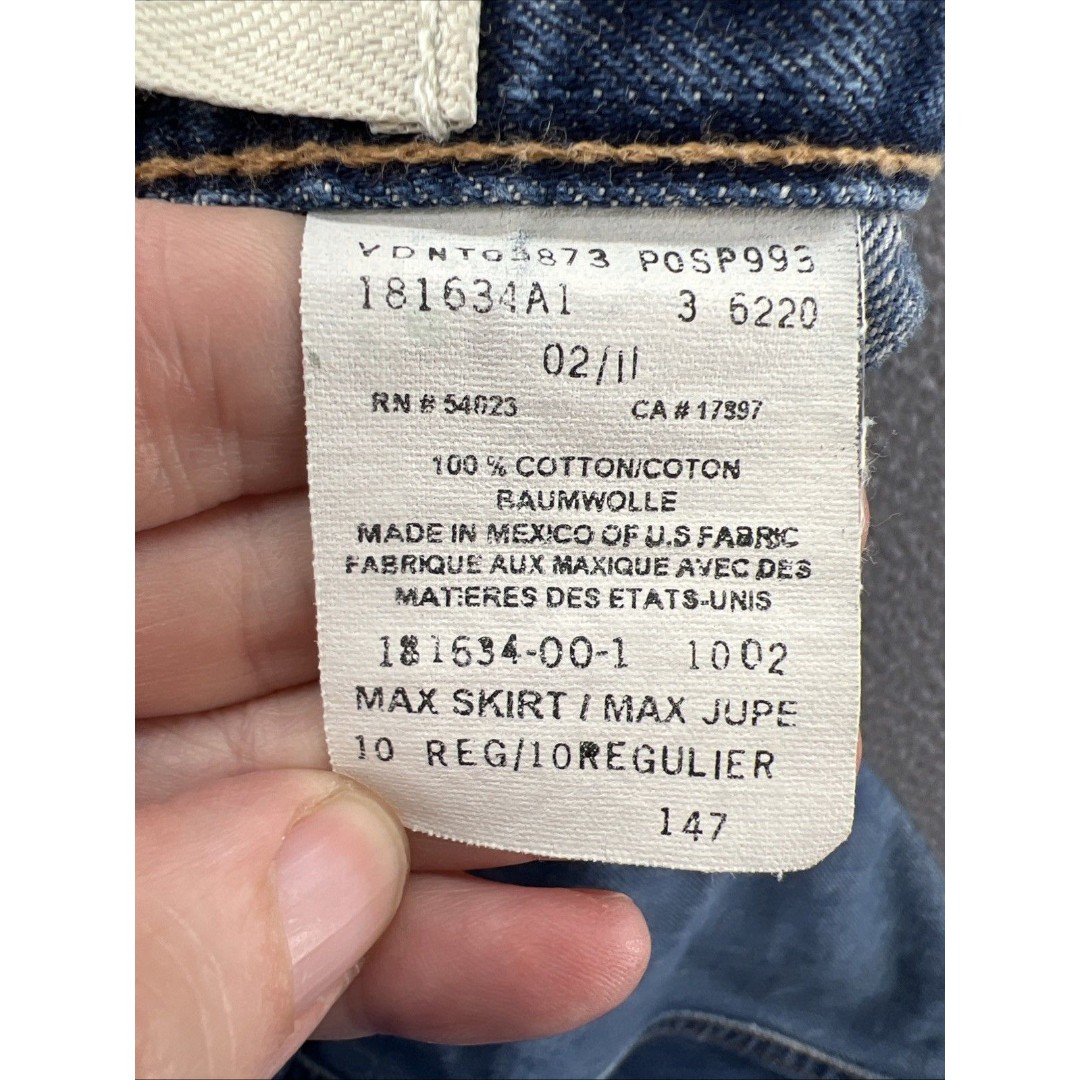 VDNT03873 POSP993
181634A1 3 6220
02/11
RN # 54023 CA # 17897
100 % COTTON/COTON
BAUMWOLLE
MADE IN MEXICO OF U.S FABRIC
FABRIQUE AUX MAXIQUE AVEC DES
MATIERES DES ETATS-UNIS
181634-00-1 1002
MAX SKIRT / MAX JUPE
10 REG/10REGULIER
147